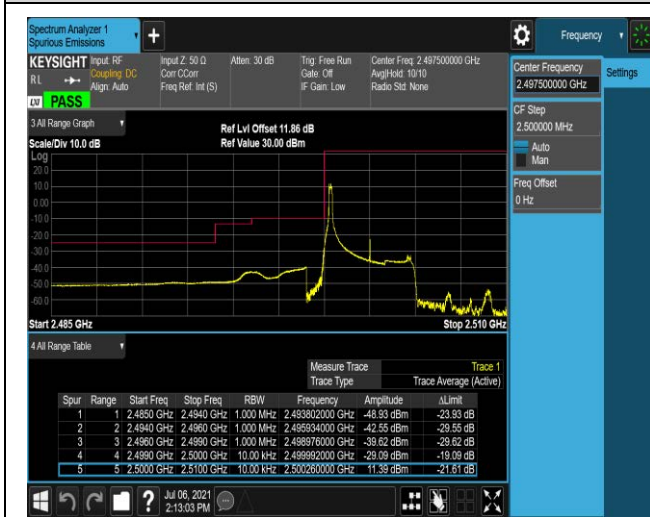 Spectrum Analyzer 1
Spurious Emissions
+
Frequency
KEYSIGHT
Input: RF
Input Z: 50 Ω
Atten: 30 dB
Trig: Free Run
Center Freq: 2.497500000 GHz
R L
Coupling: DC
Corr CCorr
Gate: Off
Avg|Hold: 10/10
Align: Auto
Freq Ref: Int (S)
IF Gain: Low
Radio Std: None
PASS
Center Frequency
2.497500000 GHz
Settings
CF Step
2.500000 MHz
Auto
Man
Freq Offset
0 Hz
3 All Range Graph
Ref Lvl Offset 11.86 dB
Scale/Div 10.0 dB
Ref Value 30.00 dBm
Log
20.0
10.0
0.00
-10.0
-20.0
-30.0
-40.0
-50.0
-60.0
Start 2.485 GHz
Stop 2.510 GHz
4 All Range Table
Measure Trace Trace 1
Trace Type Trace Average (Active)
Spur Range Start Freq Stop Freq RBW Frequency Amplitude ΔLimit
1 1 2.4850 GHz 2.4940 GHz 1.000 MHz 2.493802000 GHz -48.93 dBm -23.93 dB
2 2 2.4940 GHz 2.4960 GHz 1.000 MHz 2.495934000 GHz -42.55 dBm -29.55 dB
3 3 2.4960 GHz 2.4990 GHz 1.000 MHz 2.498976000 GHz -39.62 dBm -29.62 dB
4 4 2.4990 GHz 2.5000 GHz 10.00 kHz 2.499992000 GHz -29.09 dBm -19.09 dB
5 5 2.5000 GHz 2.5100 GHz 10.00 kHz 2.500260000 GHz 11.39 dBm -21.61 dB
?
Jul 06, 2021
2:13:03 PM